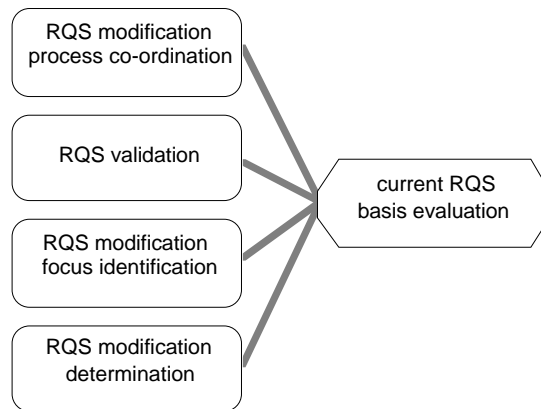 RQS modification
process co-ordination
RQS validation
RQS modification
focus identification
RQS modification
determination
current RQS
basis evaluation